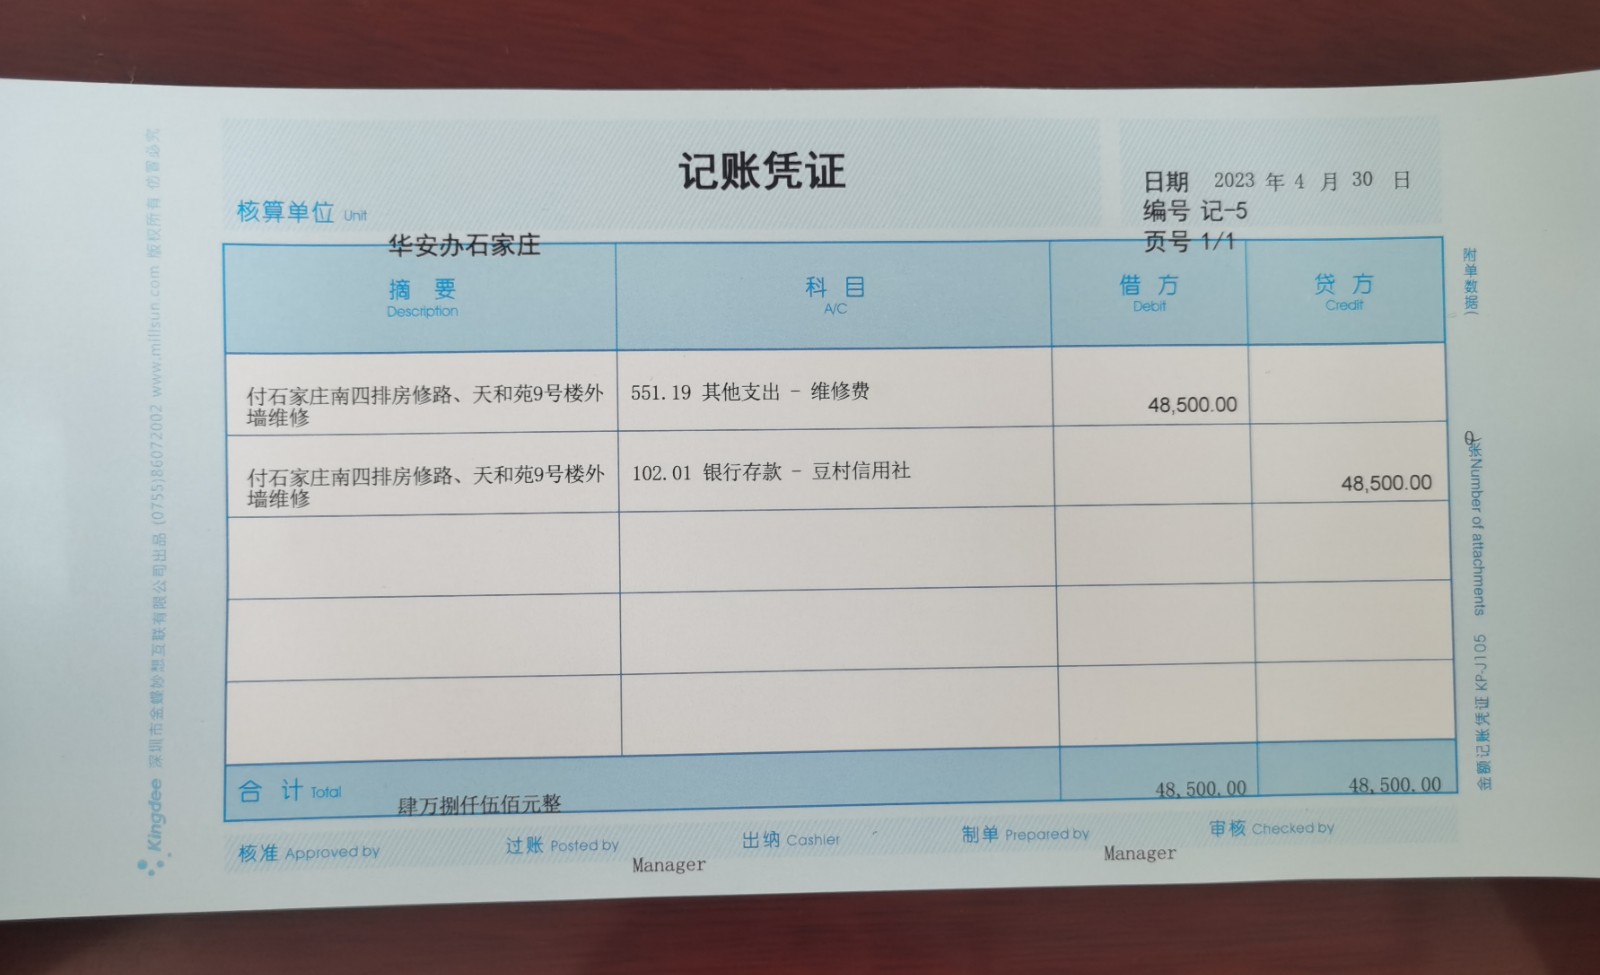 记账凭证
日期 2023 年 4 月 30 日
核算单位 Unit
编号 记-5
华安办石家庄
页号 1/1
摘 要 科 目 借 方 贷 方
Description A/C Debit Credit
付石家庄南四排房修路、天和苑9号楼外 551.19 其他支出 - 维修费 48,500.00
墙维修
付石家庄南四排房修路、天和苑9号楼外 102.01 银行存款 - 豆村信用社 48,500.00
墙维修
合 计 Total 肆万捌仟伍佰元整 48,500.00 48,500.00
核准 Approved by 过账 Posted by 出纳 Cashier 制单 Prepared by 审核 Checked by
Manager Manager
附单数据)
0
张)Number of attachments
金额记账凭证 KP-J105
Kingdee 深圳市金蝶妙想互联有限公司出品 (0755)86072002 www.millsun.com 版权所有 仿冒必究